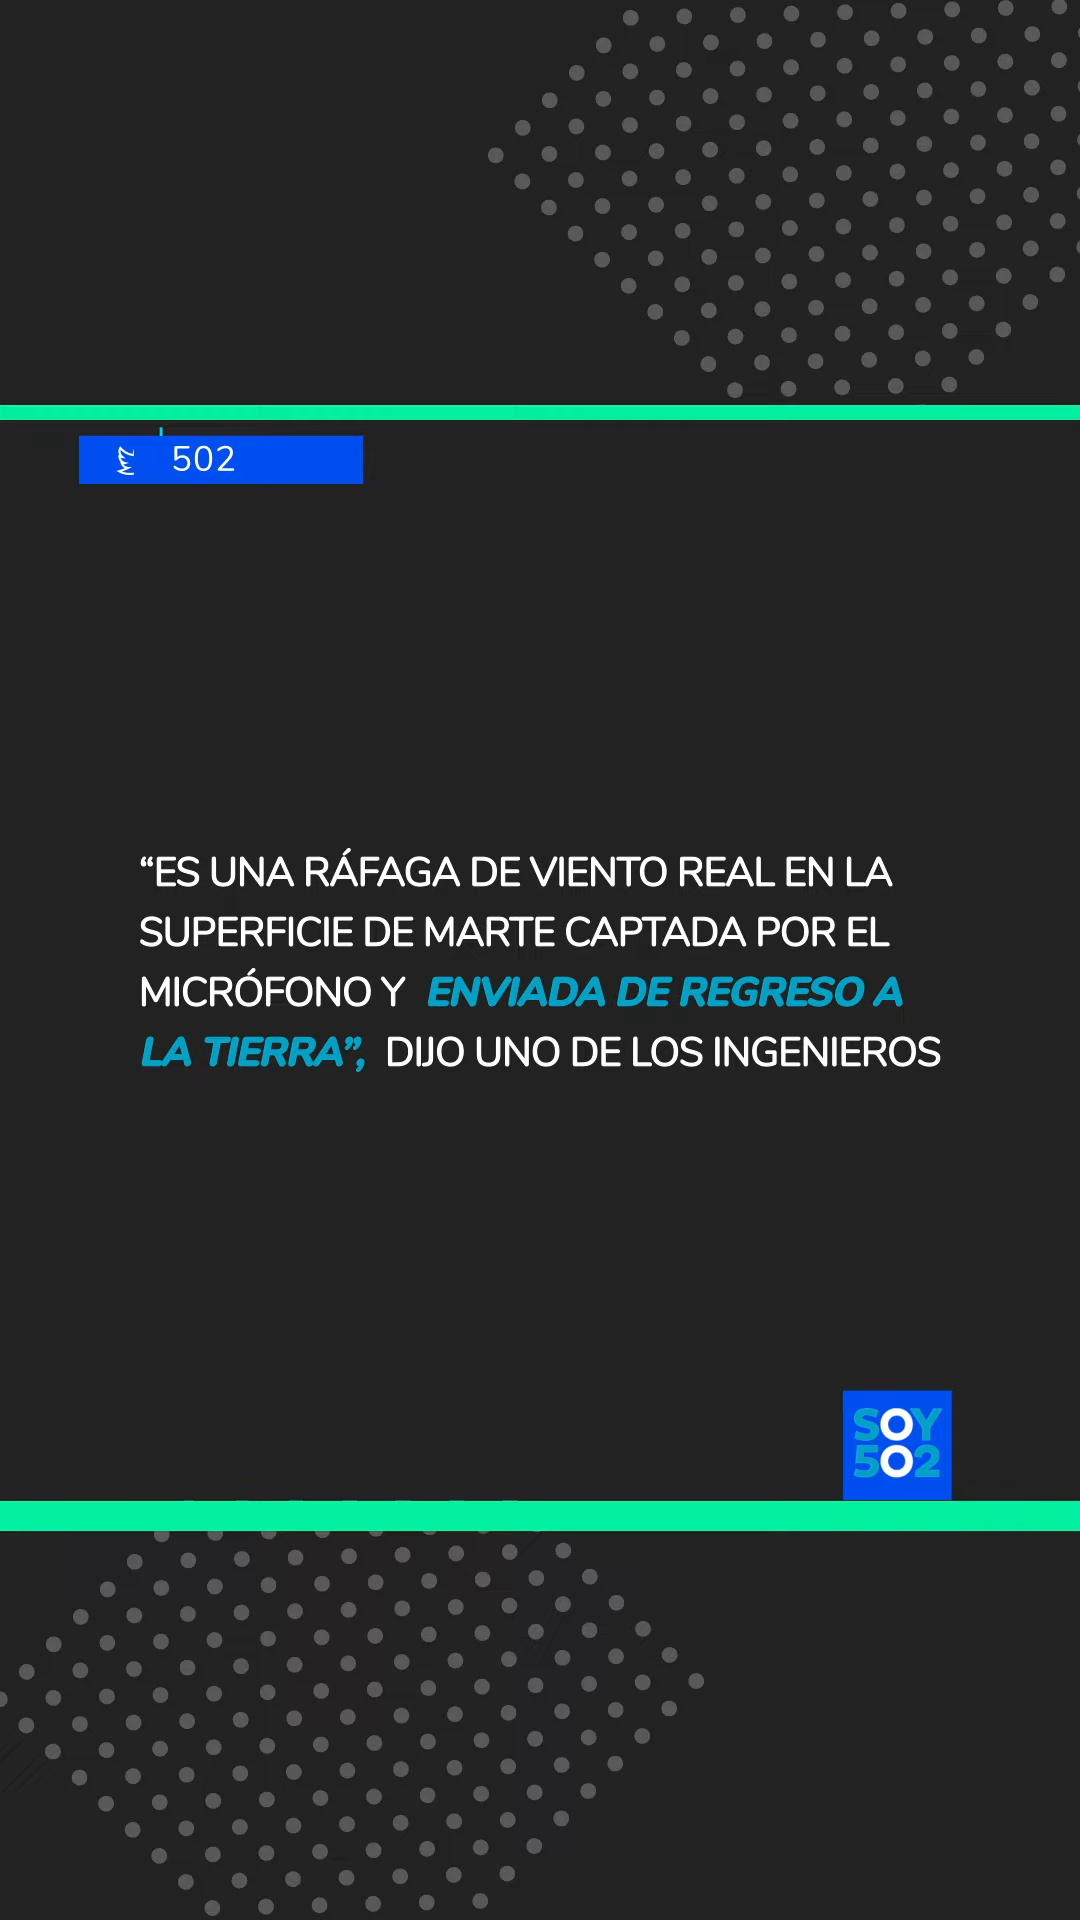 502
“ES UNA RÁFAGA DE VIENTO REAL EN LA
SUPERFICIE DE MARTE CAPTADA POR EL
MICRÓFONO Y ENVIADA DE REGRESO A
LA TIERRA”, DIJO UNO DE LOS INGENIEROS
SOY
502